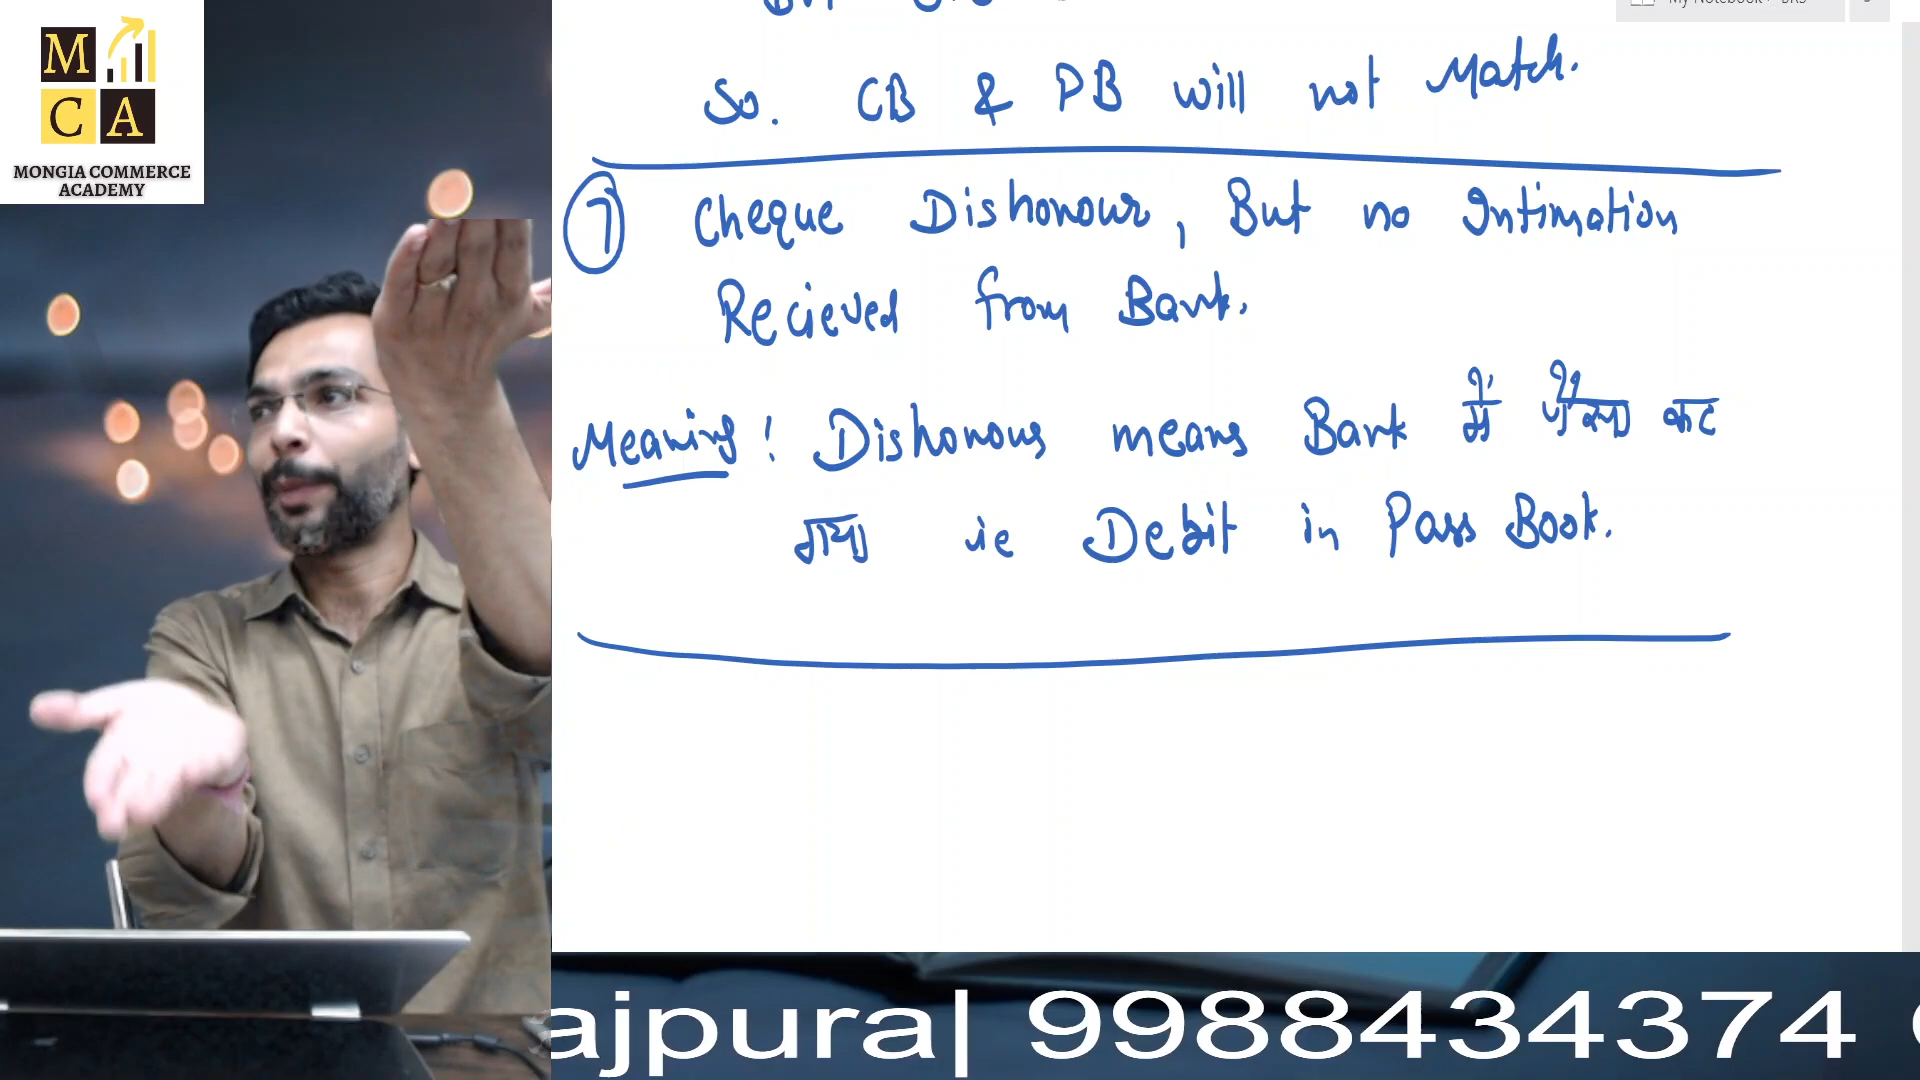 M
C A
MONGIA COMMERCE
ACADEMY
So. CB & PB will not Match.
7 Cheque Dishonour, But no Intimation
Recieved from Bank.
Meaning: Dishonour means Bank में पैसा कट
गया ie Debit in Pass Book.
ajpura| 9988434374